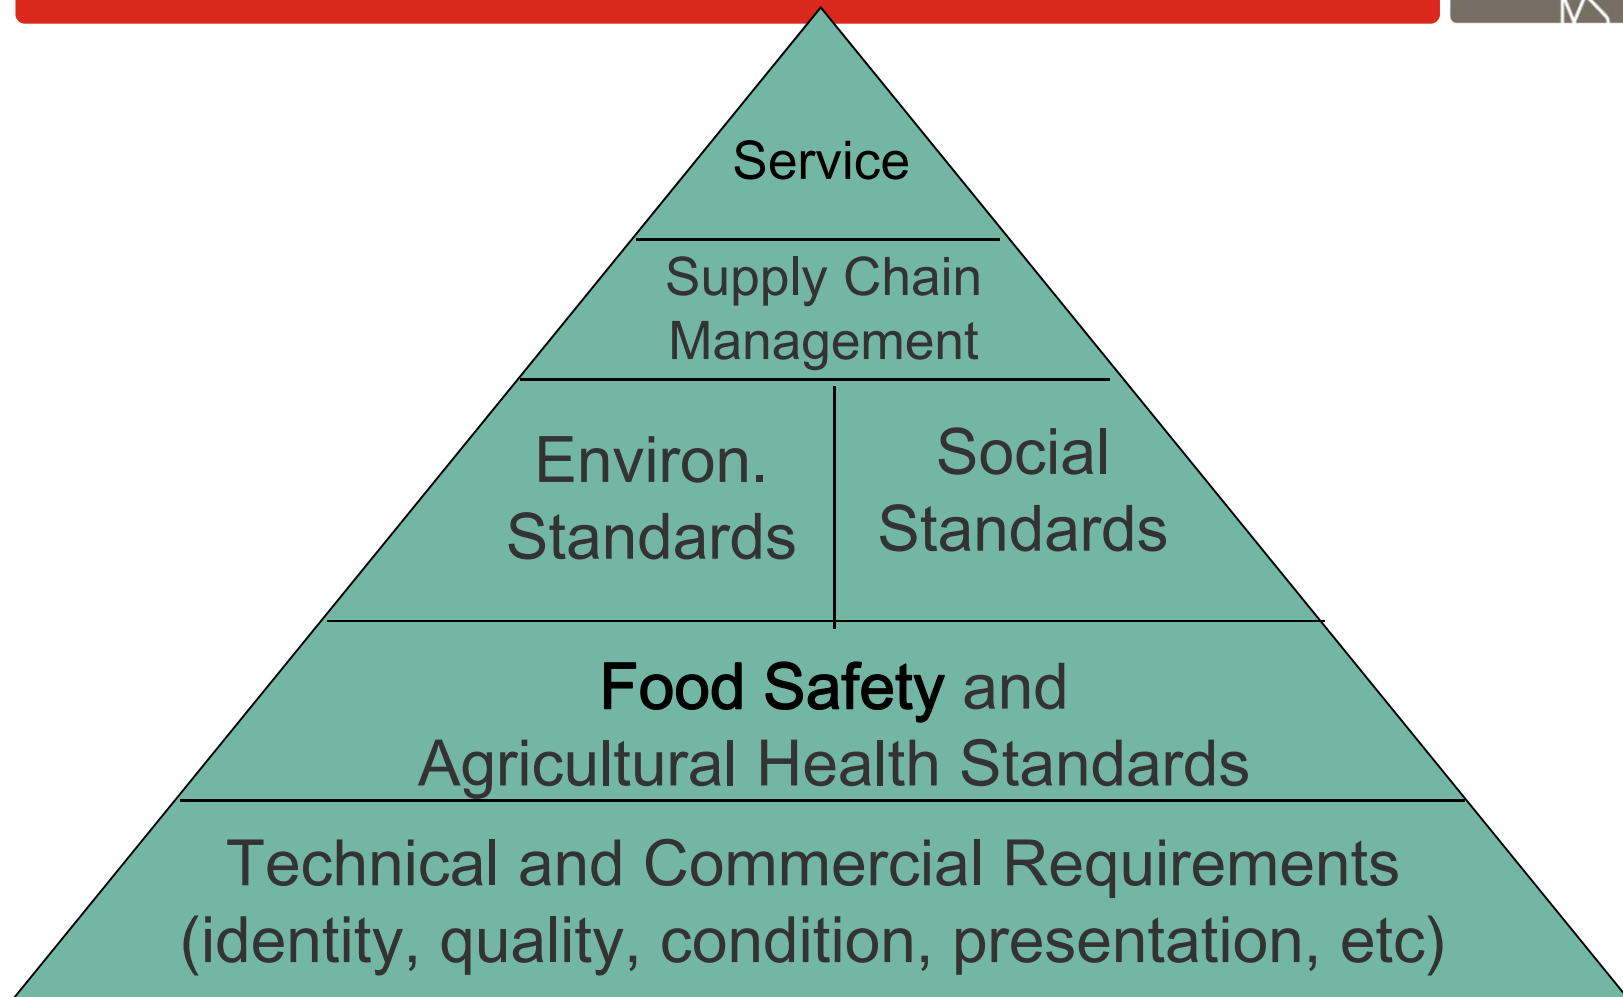 Service
Supply Chain
Management
Environ.
Standards
Social
Standards
Food Safety and
Agricultural Health Standards
Technical and Commercial Requirements
(identity, quality, condition, presentation, etc)